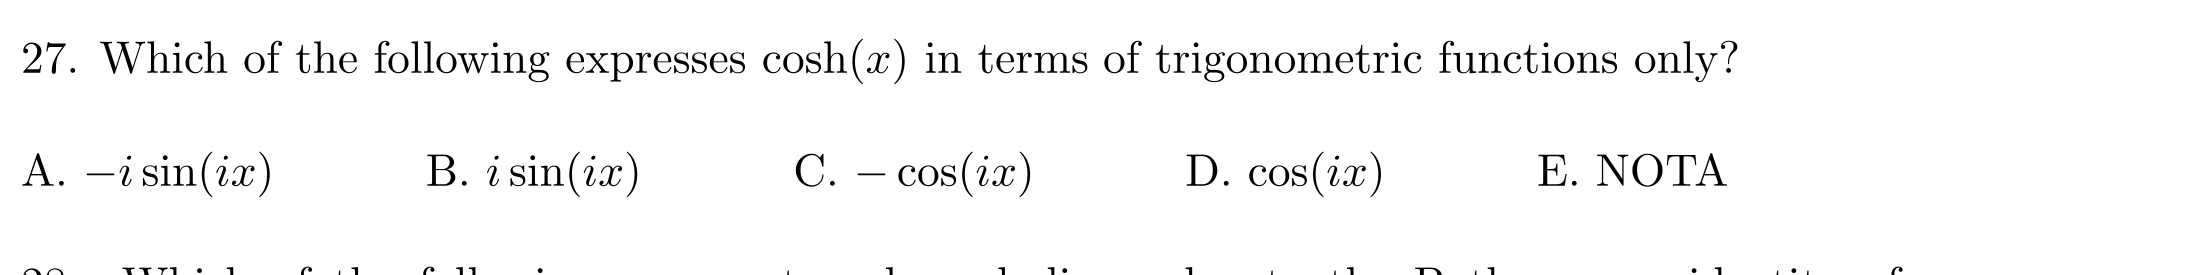 27. Which of the following expresses cosh(x) in terms of trigonometric functions only?
A. −i sin(ix) B. i sin(ix) C. − cos(ix) D. cos(ix) E. NOTA